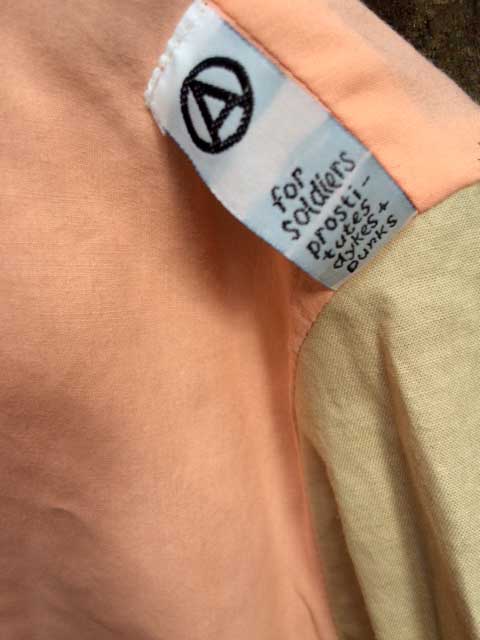 A
for
soldiers
prosti-
tutes
dykes +
punks